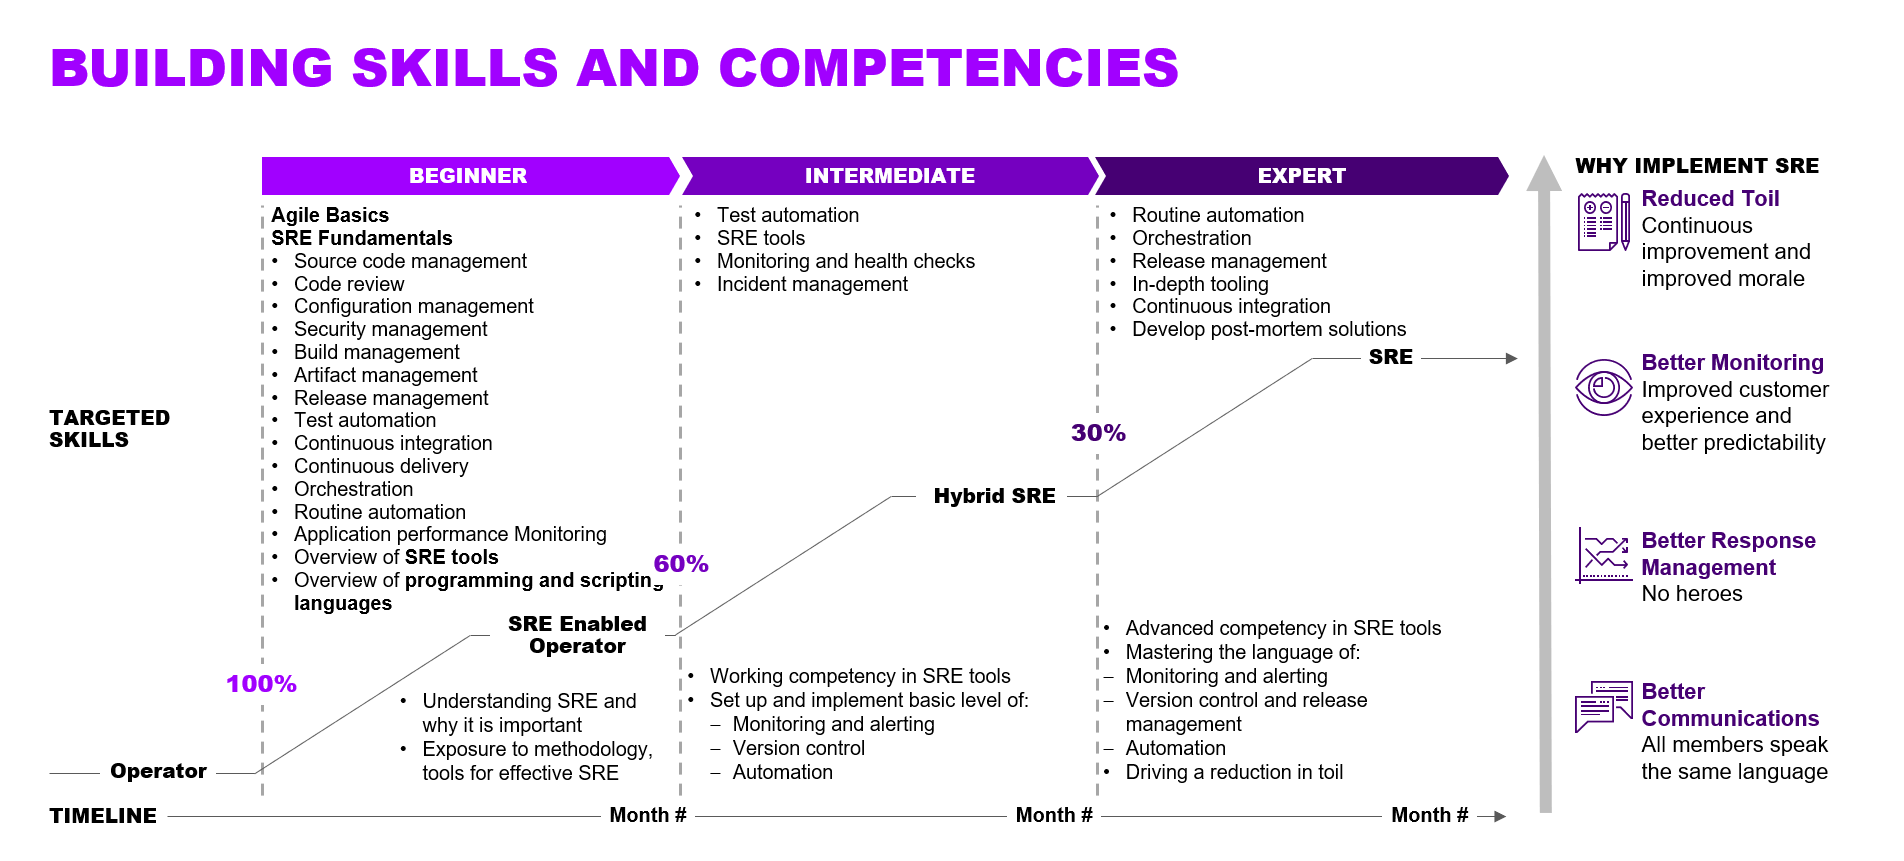 BUILDING SKILLS AND COMPETENCIES
BEGINNER
INTERMEDIATE
EXPERT
TARGETED
SKILLS
Agile Basics
SRE Fundamentals
• Source code management
• Code review
• Configuration management
• Security management
• Build management
• Artifact management
• Release management
• Test automation
• Continuous integration
• Continuous delivery
• Orchestration
• Routine automation
• Application performance Monitoring
• Overview of SRE tools
• Overview of programming and scripting
languages
• Test automation
• SRE tools
• Monitoring and health checks
• Incident management
• Routine automation
• Orchestration
• Release management
• In-depth tooling
• Continuous integration
• Develop post-mortem solutions
Operator
100%
SRE Enabled
Operator
60%
Hybrid SRE
30%
SRE
• Understanding SRE and
why it is important
• Exposure to methodology,
tools for effective SRE
• Working competency in SRE tools
• Set up and implement basic level of:
– Monitoring and alerting
– Version control
– Automation
• Advanced competency in SRE tools
• Mastering the language of:
– Monitoring and alerting
– Version control and release
management
– Automation
• Driving a reduction in toil
TIMELINE
Month #
Month #
Month #
WHY IMPLEMENT SRE
Reduced Toil
Continuous
improvement and
improved morale
Better Monitoring
Improved customer
experience and
better predictability
Better Response
Management
No heroes
Better
Communications
All members speak
the same language